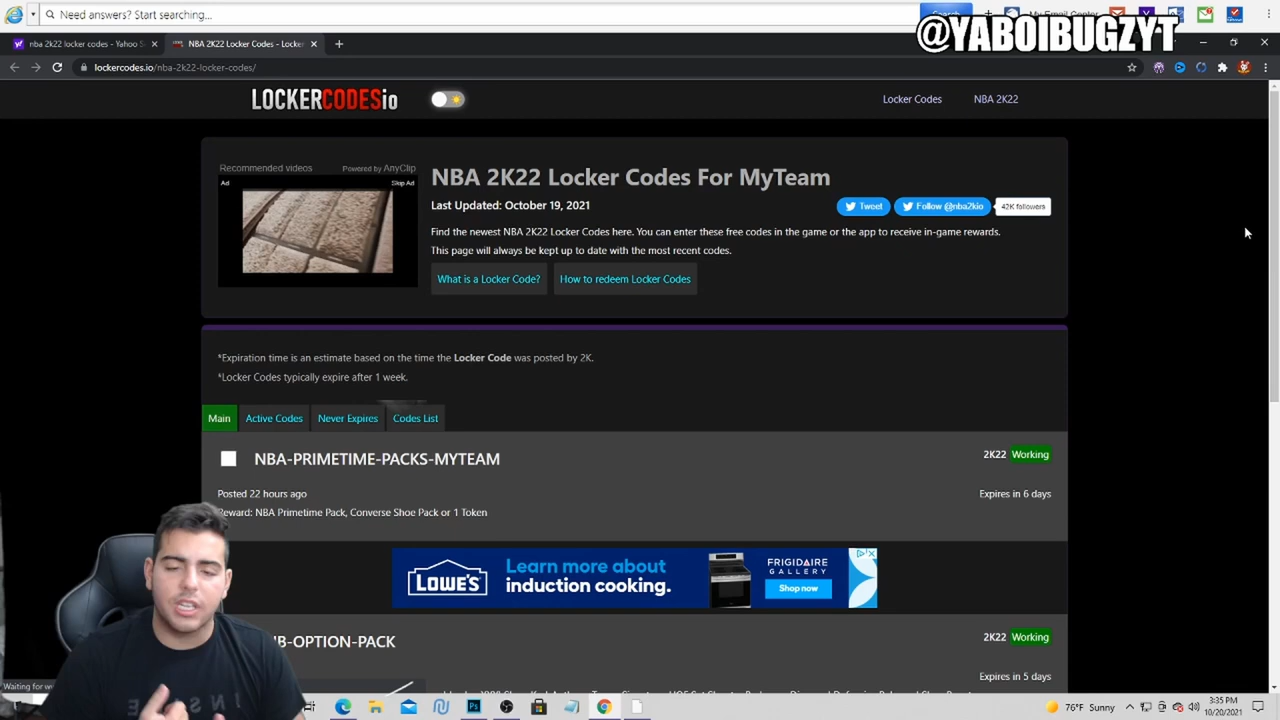 Need answers? Start searching...
Search
My Email Center
@YABOIBUGZYT
nba 2k22 locker codes - Yahoo S
NBA 2K22 Locker Codes - Locker
lockercodes.io/nba-2k22-locker-codes/
LOCKERCODESio
Locker Codes
NBA 2K22
Recommended videos
Powered by AnyClip
Ad
Skip Ad
NBA 2K22 Locker Codes For MyTeam
Last Updated: October 19, 2021
Tweet
Follow @nba2kio
42K followers
Find the newest NBA 2K22 Locker Codes here. You can enter these free codes in the game or the app to receive in-game rewards.
This page will always be kept up to date with the most recent codes.
What is a Locker Code?
How to redeem Locker Codes
*Expiration time is an estimate based on the time the Locker Code was posted by 2K.
*Locker Codes typically expire after 1 week.
Main
Active Codes
Never Expires
Codes List
NBA-PRIMETIME-PACKS-MYTEAM
2K22 Working
Posted 22 hours ago
Expires in 6 days
Reward: NBA Primetime Pack, Converse Shoe Pack or 1 Token
LOWE'S
Learn more about
induction cooking.
FRIGIDAIRE
GALLERY
Shop now
B-OPTION-PACK
2K22 Working
Expires in 5 days
Waiting for w
76°F Sunny
3:35 PM
10/20/2021